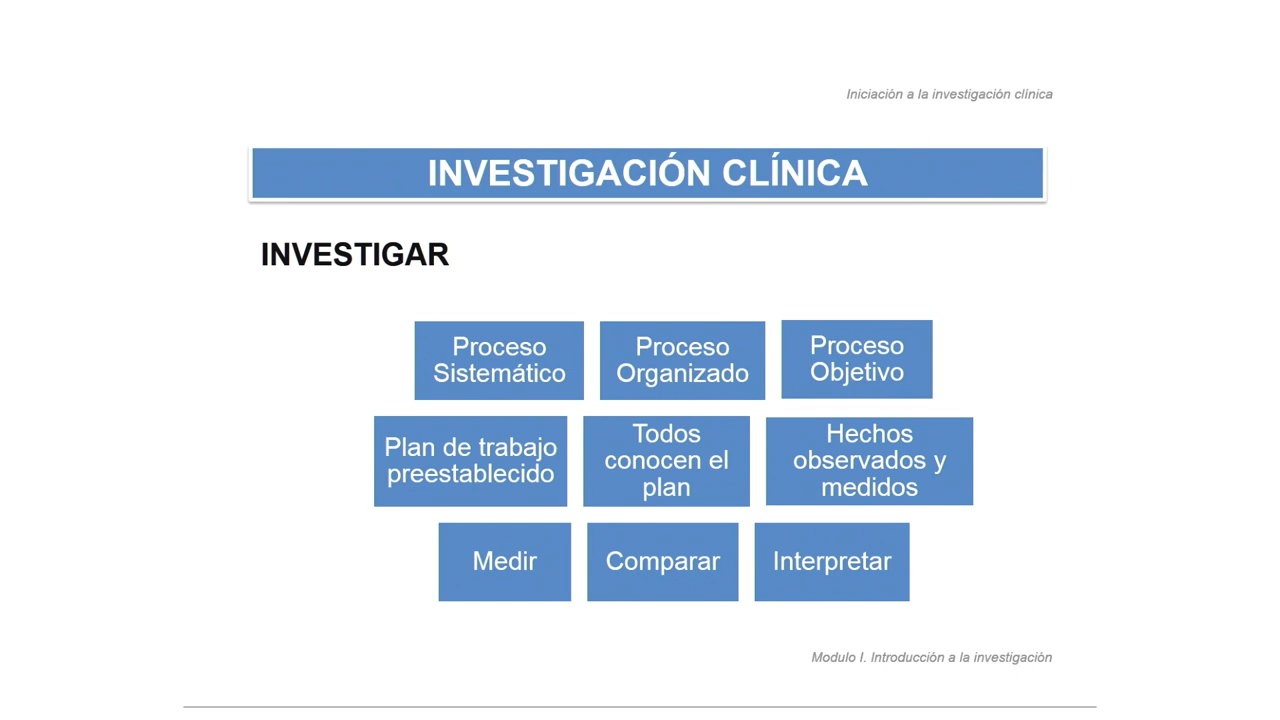 Iniciación a la investigación clínica
INVESTIGACIÓN CLÍNICA
INVESTIGAR
Proceso
Sistemático
Proceso
Organizado
Proceso
Objetivo
Plan de trabajo
preestablecido
Todos
conocen el
plan
Hechos
observados y
medidos
Medir
Comparar
Interpretar
Modulo I. Introducción a la investigación